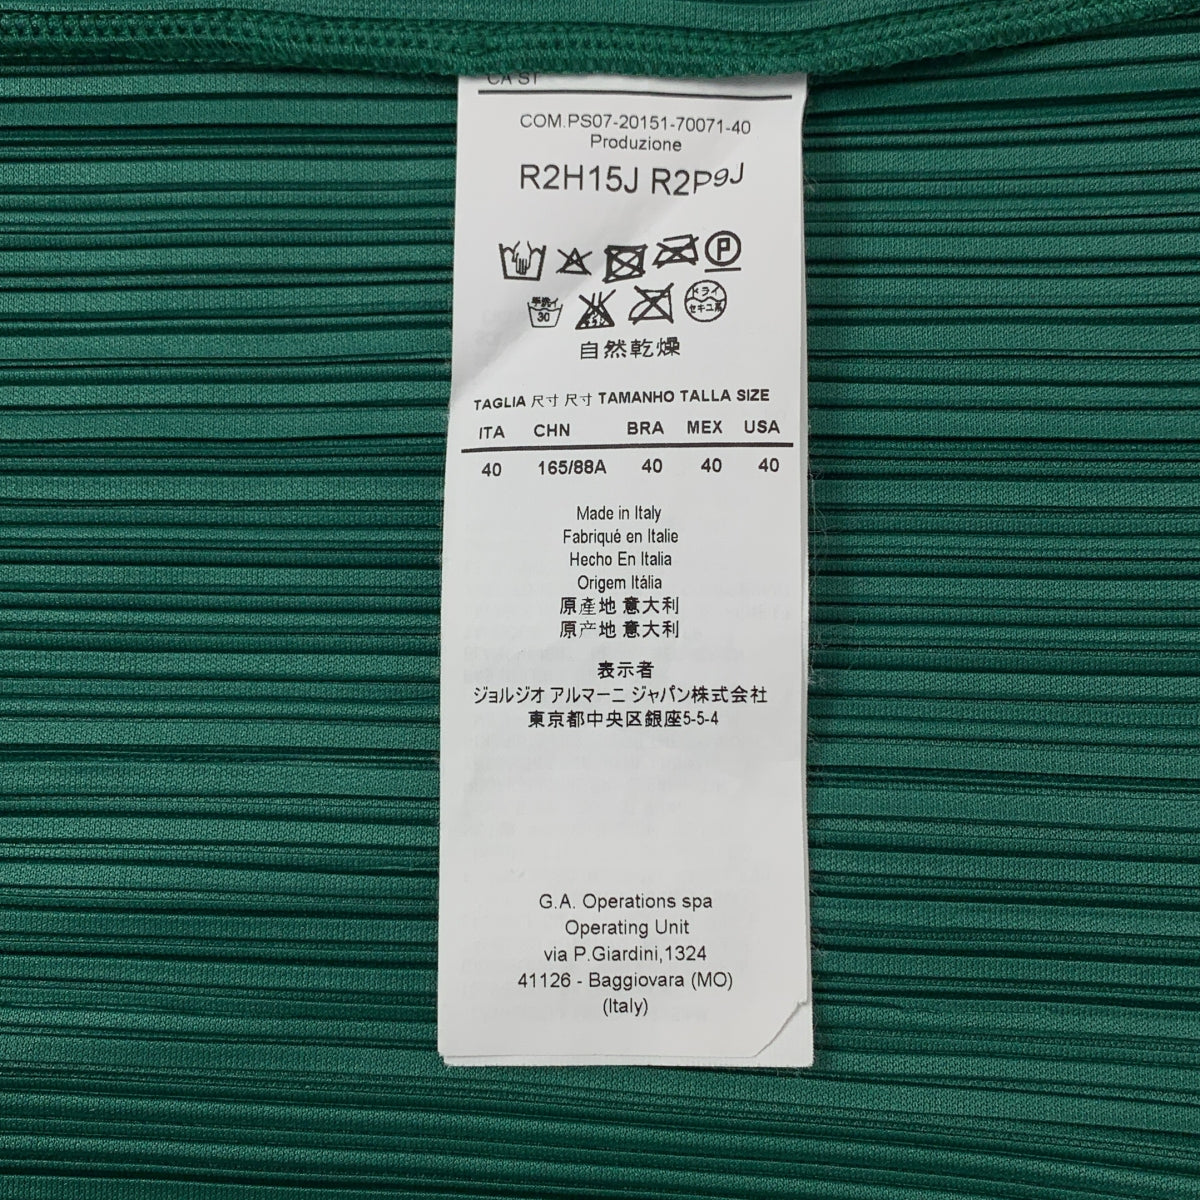 CA ST
COM.PS07-20151-70071-40
Produzione
R2H15J R2P9J
P
手洗イ
30
ドライ
セキユ系
自然乾燥
TAGLIA 尺寸 尺寸 TAMANHO TALLA SIZE
ITA CHN BRA MEX USA
40 165/88A 40 40 40
Made in Italy
Fabriqué en Italie
Hecho En Italia
Origem Itália
原產地 意大利
原产地 意大利
表示者
ジョルジオ アルマーニ ジャパン株式会社
東京都中央区銀座5-5-4
G.A. Operations spa
Operating Unit
via P.Giardini,1324
41126 - Baggiovara (MO)
(Italy)